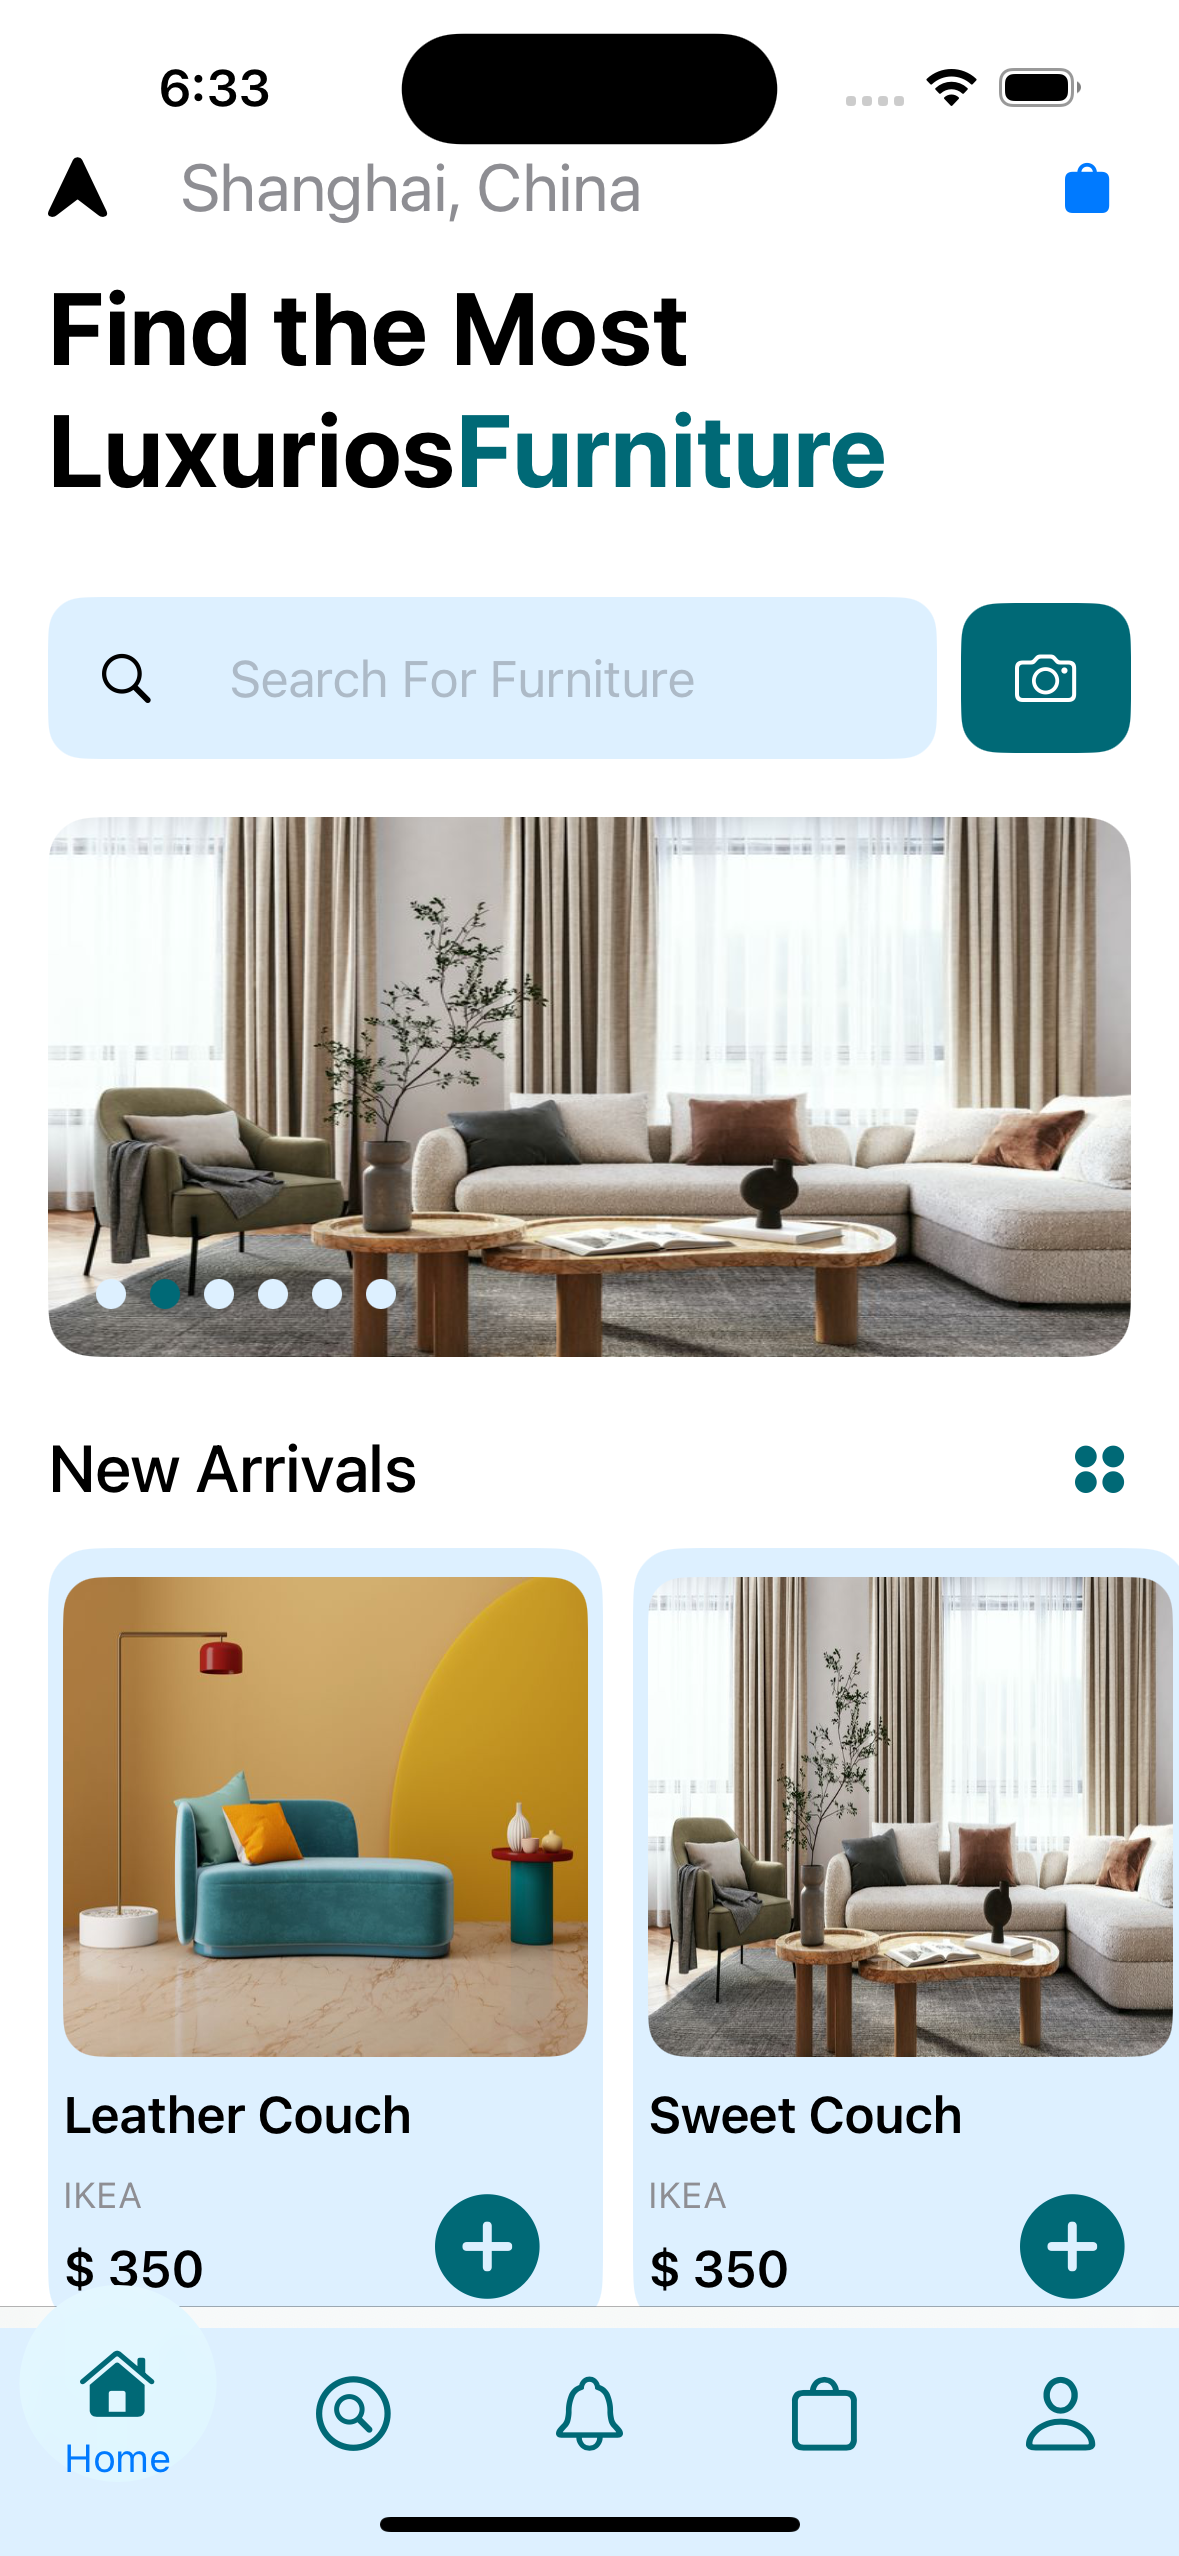 6:33
Shanghai, China
Find the Most
LuxuriosFurniture
Search For Furniture
New Arrivals
Leather Couch
IKEA
$ 350
Sweet Couch
IKEA
$ 350
Home